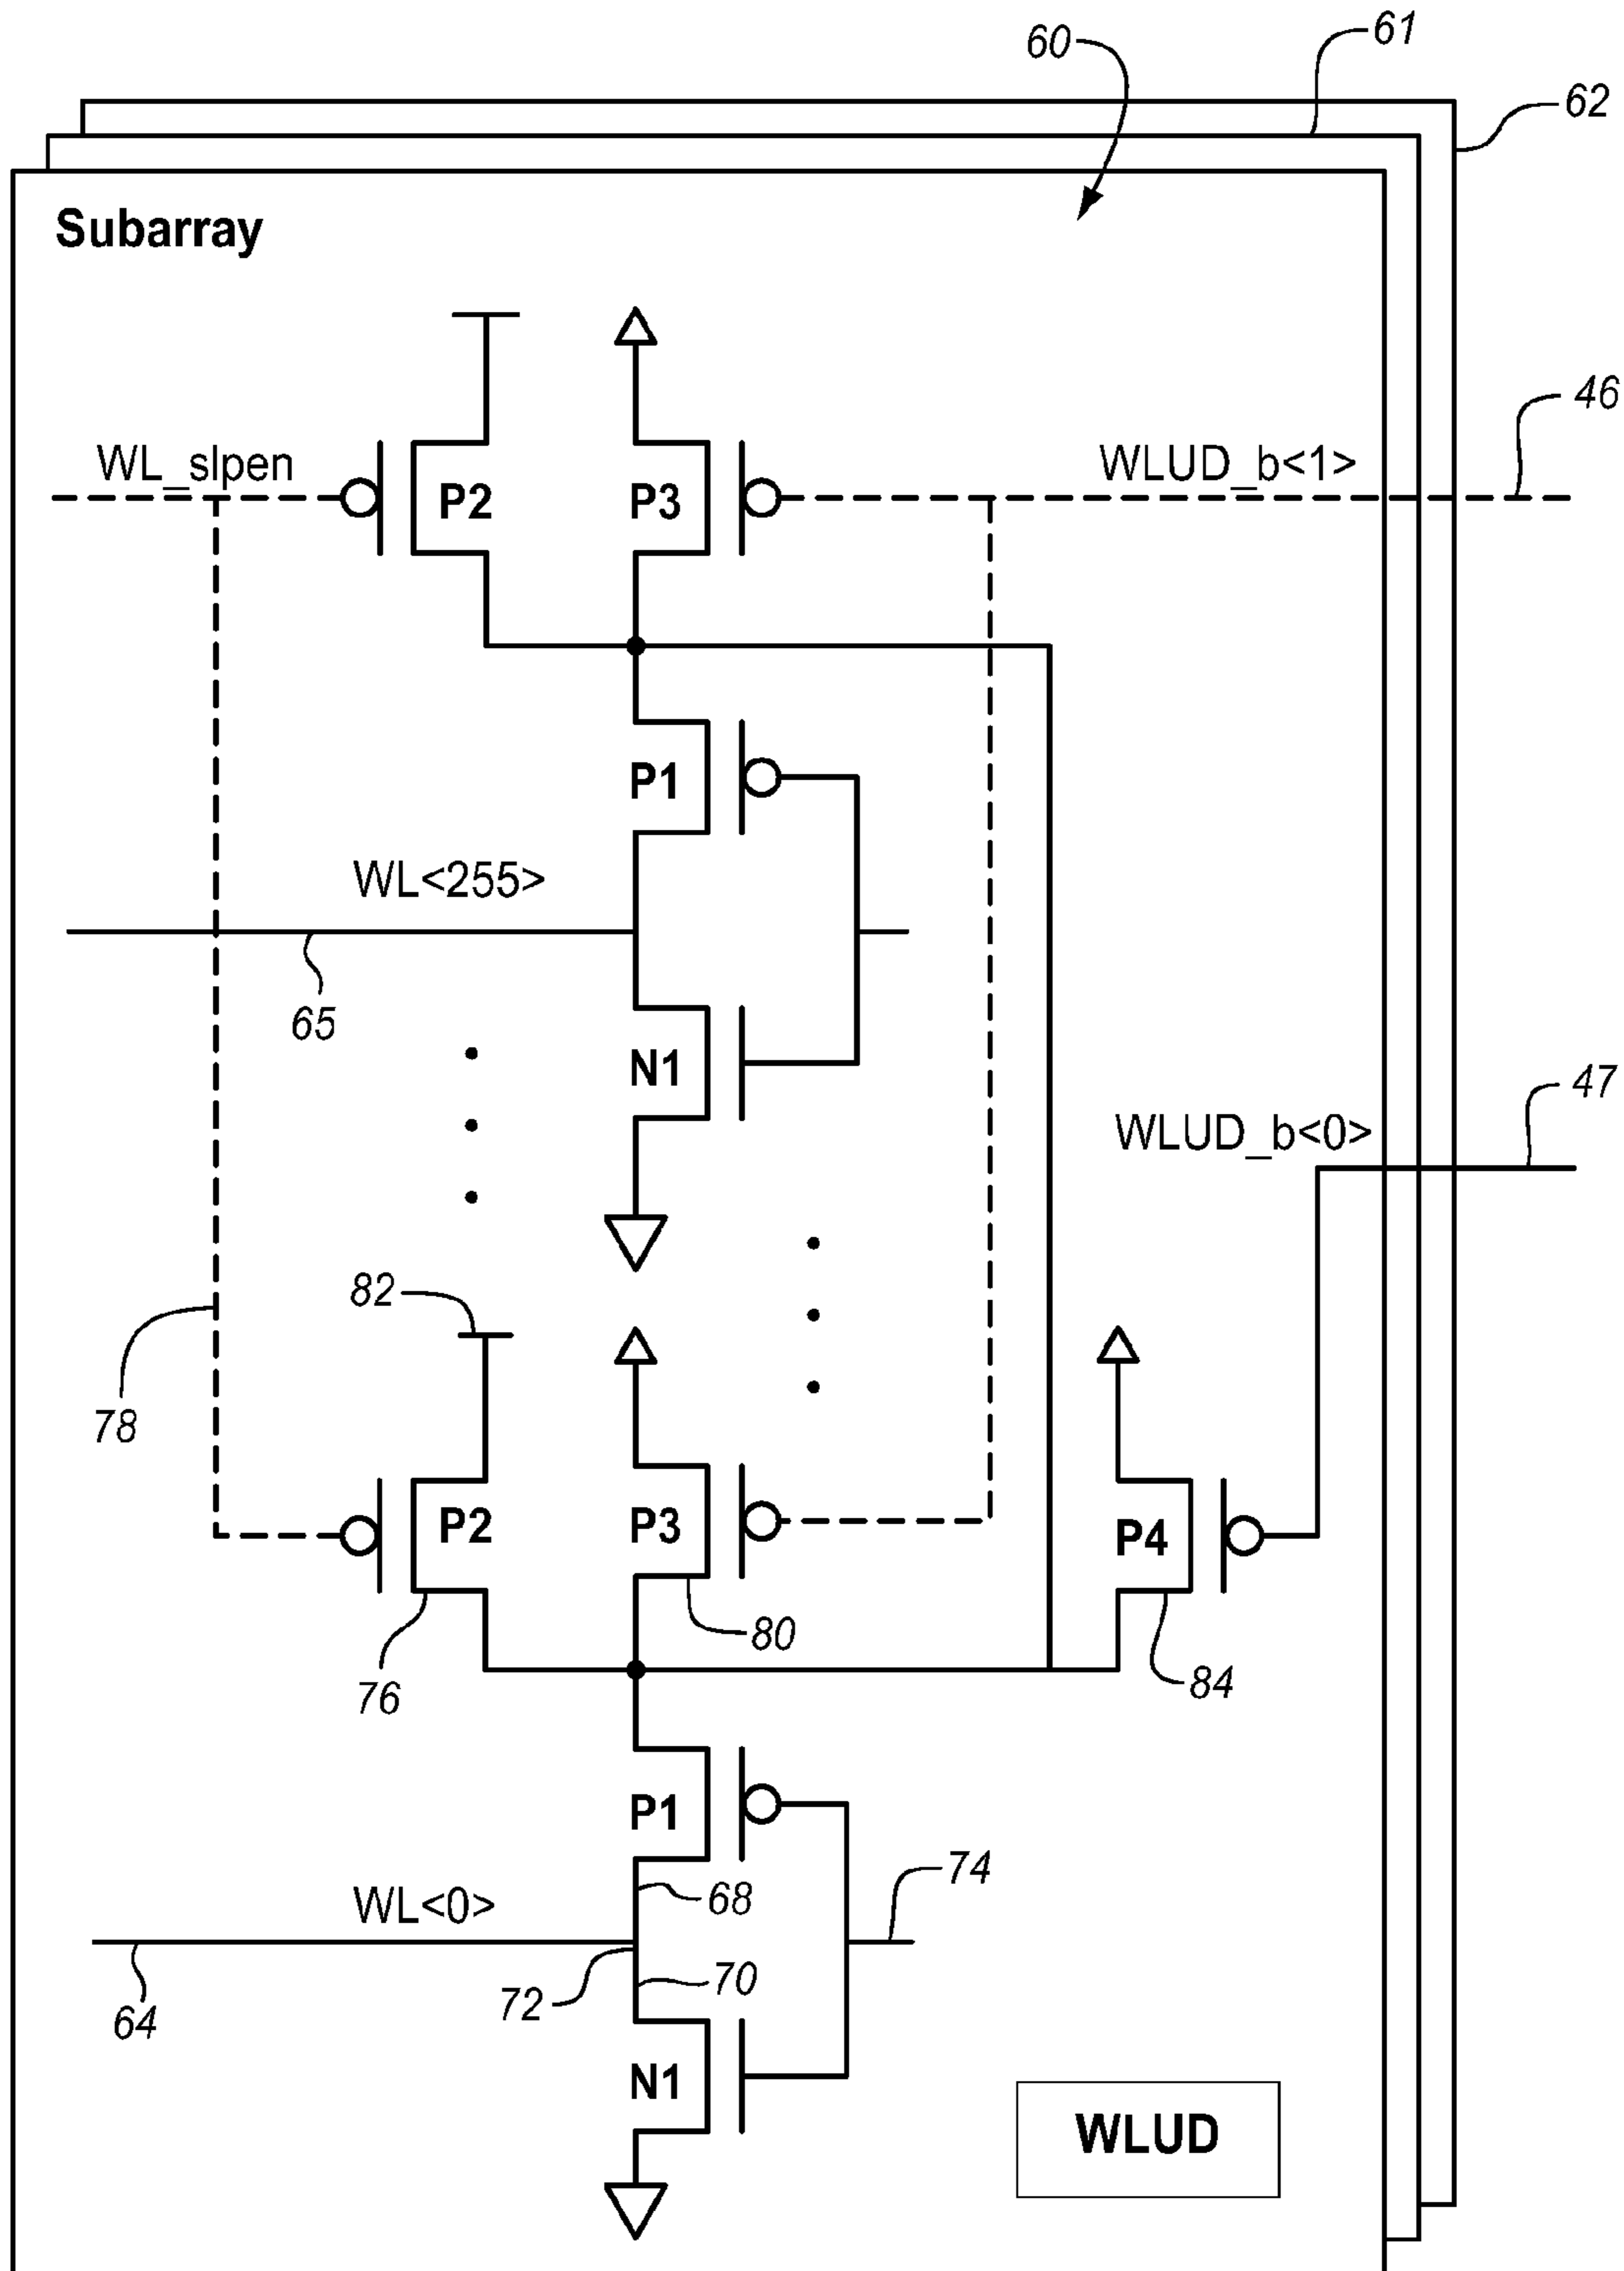 60
61
62
Subarray
46
WL_slpen
WLUD_b<1>
P2
P3
P1
WL<255>
65
N1
47
WLUD_b<0>
82
78
P2
P3
P4
80
76
84
P1
74
68
WL<0>
70
72
64
N1
WLUD